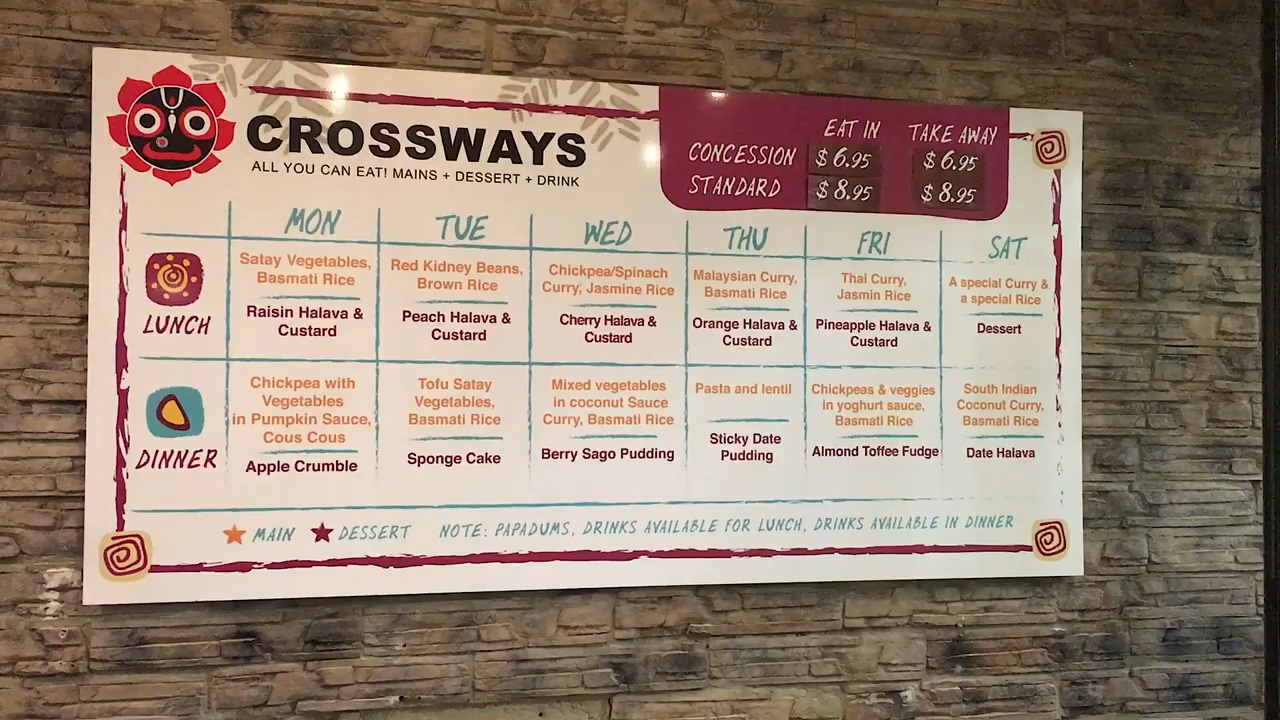 CROSSWAYS
ALL YOU CAN EAT! MAINS + DESSERT + DRINK
EAT IN TAKE AWAY
CONCESSION $6.95 $6.95
STANDARD $8.95 $8.95
MON TUE WED THU FRI SAT
LUNCH
Satay Vegetables,
Basmati Rice
Raisin Halava &
Custard
Red Kidney Beans,
Brown Rice
Peach Halava &
Custard
Chickpea/Spinach
Curry, Jasmine Rice
Cherry Halava &
Custard
Malaysian Curry,
Basmati Rice
Orange Halava &
Custard
Thai Curry,
Jasmin Rice
Pineapple Halava &
Custard
A special Curry &
a special Rice
Dessert
DINNER
Chickpea with
Vegetables
in Pumpkin Sauce,
Cous Cous
Apple Crumble
Tofu Satay
Vegetables,
Basmati Rice
Sponge Cake
Mixed vegetables
in coconut Sauce
Curry, Basmati Rice
Berry Sago Pudding
Pasta and lentil
Sticky Date
Pudding
Chickpeas & veggies
in yoghurt sauce,
Basmati Rice
Almond Toffee Fudge
South Indian
Coconut Curry,
Basmati Rice
Date Halava
MAIN DESSERT NOTE: PAPADUMS, DRINKS AVAILABLE FOR LUNCH, DRINKS AVAILABLE IN DINNER